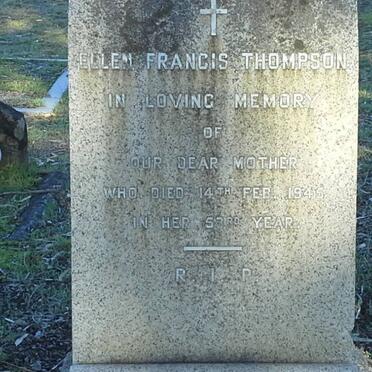 ELLEN FRANCIS THOMPSON
IN LOVING MEMORY
OF
OUR DEAR MOTHER
WHO DIED 14TH FEB.
IN HER YEAR.
R.I.P